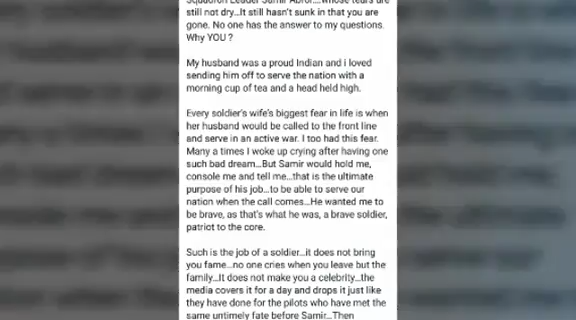 Squadron Leader Samir Abrol....whose tears are
still not dry...It still hasn't sunk in that you are
gone. No one has the answer to my questions.
Why YOU ?
My husband was a proud Indian and i loved
sending him off to serve the nation with a
morning cup of tea and a head held high.
Every soldier's wife's biggest fear in life is when
her husband would be called to the front line
and serve in an active war. I too had this fear.
Many a times I woke up crying after having one
such bad dream...But Samir would hold me,
console me and tell me...that is the ultimate
purpose of his job...to be able to serve our
nation when the call comes...He wanted me to
be brave, as that's what he was, a brave soldier,
patriot to the core.
Such is the job of a soldier...it does not bring
you fame...no one cries when you leave but the
family...It does not make you a celebrity...the
media covers it for a day and drops it just like
they have done for the pilots who have met the
same untimely fate before Samir...Then